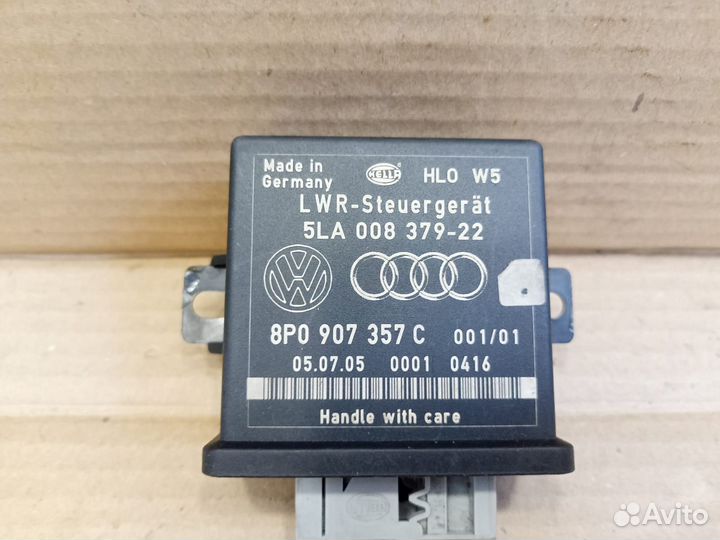 Made in
Germany
HELLA
®
HLO W5
LWR-Steuergerät
5LA 008 379-22
VW
8P0 907 357 C 001/01
05.07.05 0001 0416
Handle with care
Avito